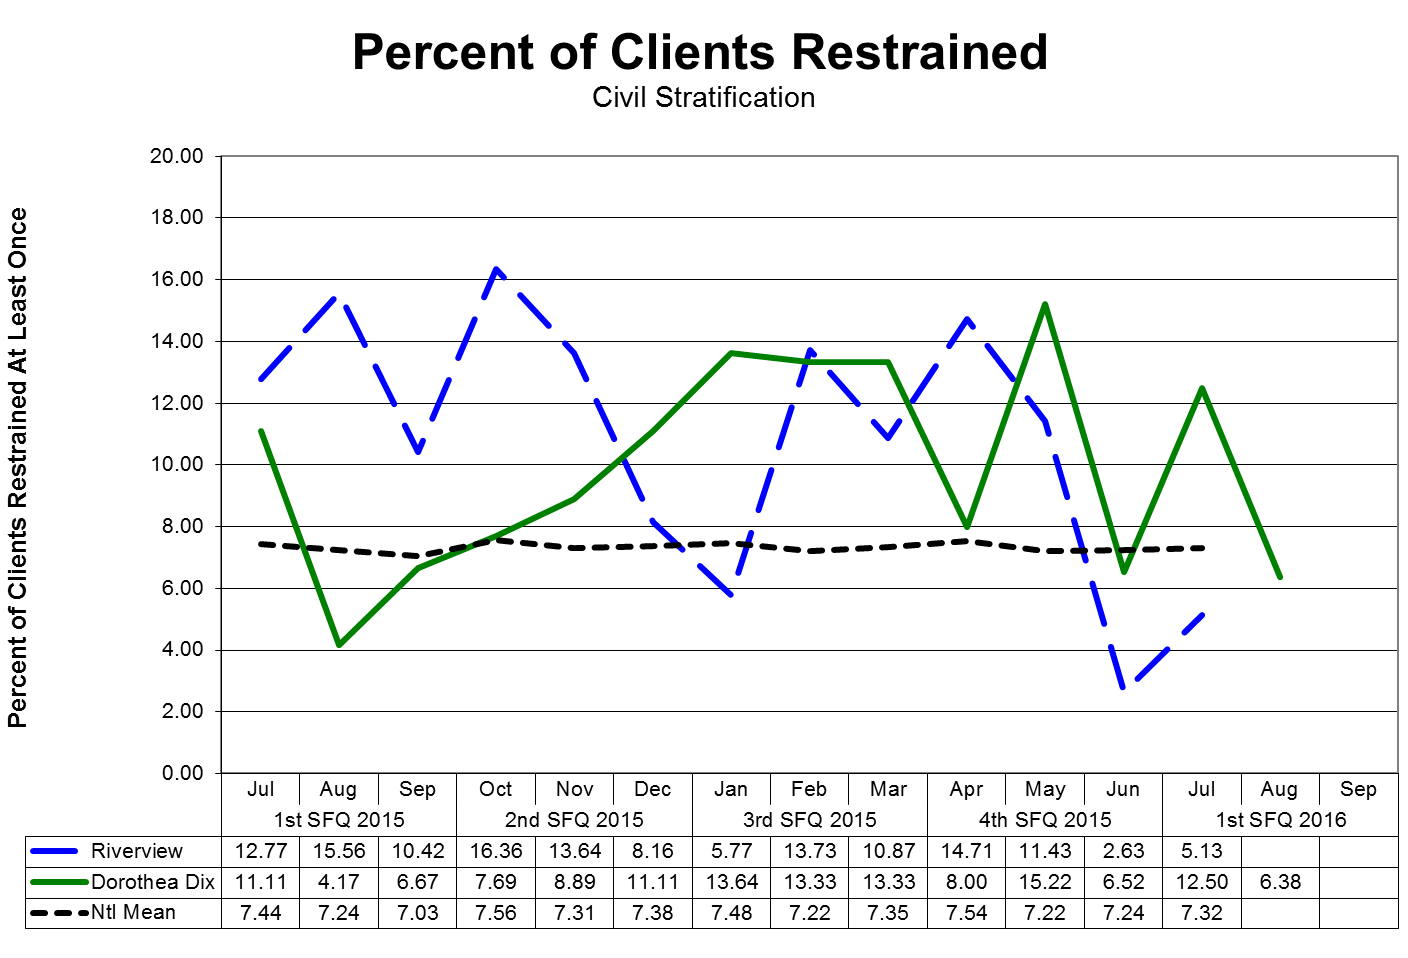 Percent of Clients Restrained
Civil Stratification
Percent of Clients Restrained At Least Once
20.00
18.00
16.00
14.00
12.00
10.00
8.00
6.00
4.00
2.00
0.00
Jul Aug Sep Oct Nov Dec Jan Feb Mar Apr May Jun Jul Aug Sep
1st SFQ 2015 2nd SFQ 2015 3rd SFQ 2015 4th SFQ 2015 1st SFQ 2016
Riverview 12.77 15.56 10.42 16.36 13.64 8.16 5.77 13.73 10.87 14.71 11.43 2.63 5.13
Dorothea Dix 11.11 4.17 6.67 7.69 8.89 11.11 13.64 13.33 13.33 8.00 15.22 6.52 12.50 6.38
Ntl Mean 7.44 7.24 7.03 7.56 7.31 7.38 7.48 7.22 7.35 7.54 7.22 7.24 7.32